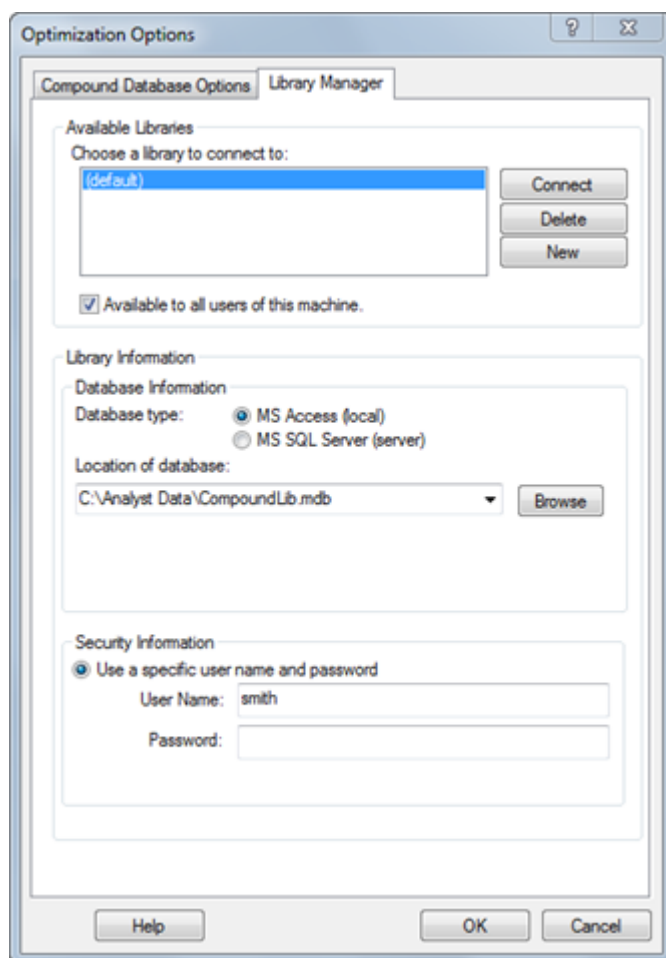 Optimization Options
Compound Database Options Library Manager
Available Libraries
Choose a library to connect to:
(default)
Connect
Delete
New
Available to all users of this machine.
Library Information
Database Information
Database type: MS Access (local)
MS SQL Server (server)
Location of database:
C:\Analyst Data\CompoundLib.mdb Browse
Security Information
Use a specific user name and password
User Name: smith
Password:
Help OK Cancel